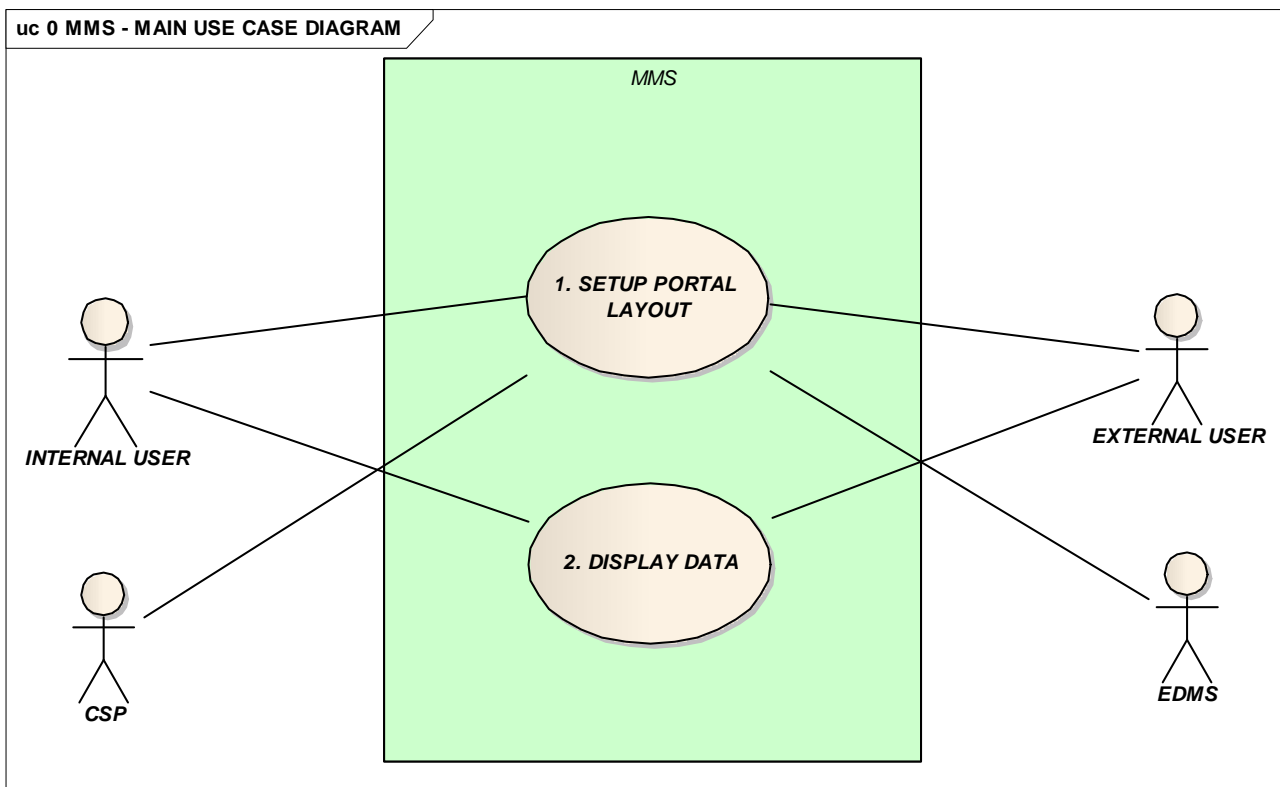 uc 0 MMS - MAIN USE CASE DIAGRAM
MMS
1. SETUP PORTAL
LAYOUT
INTERNAL USER
EXTERNAL USER
2. DISPLAY DATA
CSP
EDMS